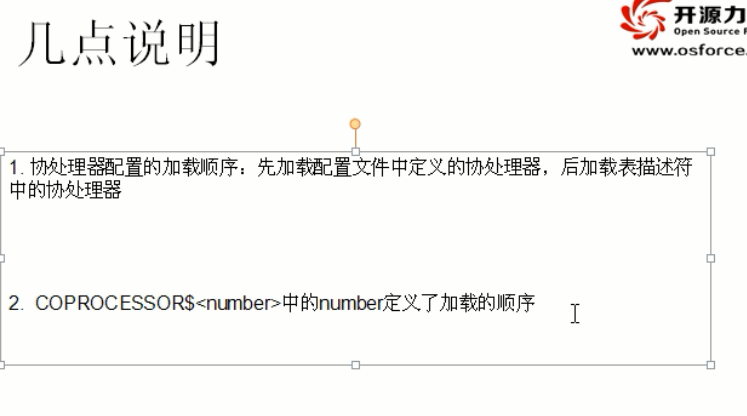 几点说明
开源力
Open Source F
www.osforce.
1. 协处理器配置的加载顺序：先加载配置文件中定义的协处理器，后加载表描述符
中的协处理器
2. COPROCESSOR$<number>中的number定义了加载的顺序